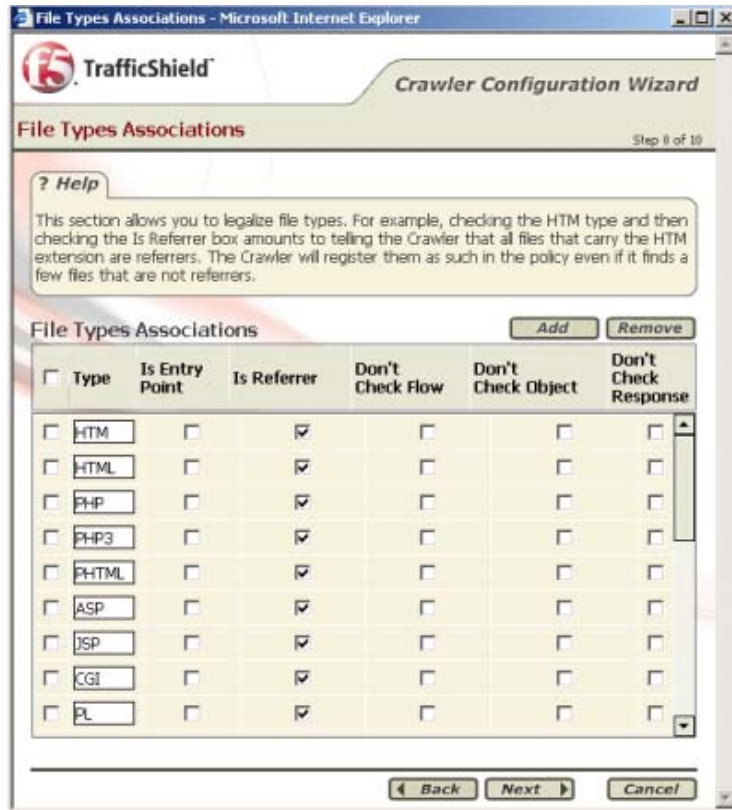 File Types Associations - Microsoft Internet Explorer
f5 TrafficShield
Crawler Configuration Wizard
File Types Associations
Step 8 of 10
? Help
This section allows you to legalize file types. For example, checking the HTM type and then
checking the Is Referrer box amounts to telling the Crawler that all files that carry the HTM
extension are referrers. The Crawler will register them as such in the policy even if it finds a
few files that are not referrers.
File Types Associations
Add
Remove
Type
Is Entry
Point
Is Referrer
Don't
Check Flow
Don't
Check Object
Don't
Check
Response
HTM
HTML
PHP
PHP3
PHTML
ASP
JSP
CGI
PL
Back
Next
Cancel